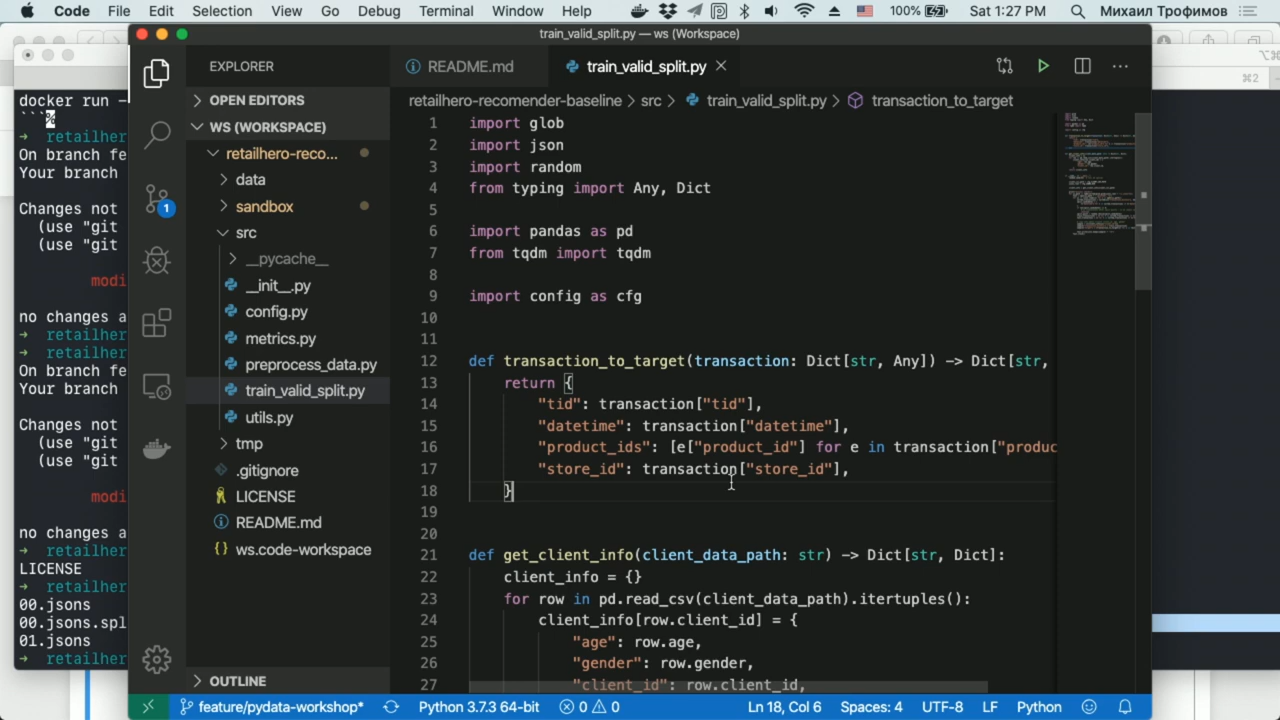 Code File Edit Selection View Go Debug Terminal Window Help 100% Sat 1:27 PM Михаил Трофимов
train_valid_split.py — ws (Workspace)
⌘2
docker run –
```%
→ retailher
On branch fe
Your branch
Changes not
(use "git
(use "git
modi
no changes a
→ retailher
→ retailher
On branch fe
Your branch
Changes not
(use "git
(use "git
modi
no changes a
→ retailher
LICENSE
→ retailher
00.jsons
00.jsons.spl
01.jsons
→ retailher
EXPLORER
OPEN EDITORS
WS (WORKSPACE)
retailhero-reco...
data
sandbox
src
__pycache__
__init__.py
config.py
metrics.py
preprocess_data.py
train_valid_split.py
utils.py
tmp
.gitignore
LICENSE
README.md
ws.code-workspace
OUTLINE
1
README.md train_valid_split.py
retailhero-recomender-baseline > src > train_valid_split.py > transaction_to_target
1 import glob
2 import json
3 import random
4 from typing import Any, Dict
5
6 import pandas as pd
7 from tqdm import tqdm
8
9 import config as cfg
10
11
12 def transaction_to_target(transaction: Dict[str, Any]) -> Dict[str,
13 return {
14 "tid": transaction["tid"],
15 "datetime": transaction["datetime"],
16 "product_ids": [e["product_id"] for e in transaction["produc
17 "store_id": transaction["store_id"],
18 }
19
20
21 def get_client_info(client_data_path: str) -> Dict[str, Dict]:
22 client_info = {}
23 for row in pd.read_csv(client_data_path).itertuples():
24 client_info[row.client_id] = {
25 "age": row.age,
26 "gender": row.gender,
27 "client_id": row.client_id,
feature/pydata-workshop* Python 3.7.3 64-bit 0 0 Ln 18, Col 6 Spaces: 4 UTF-8 LF Python